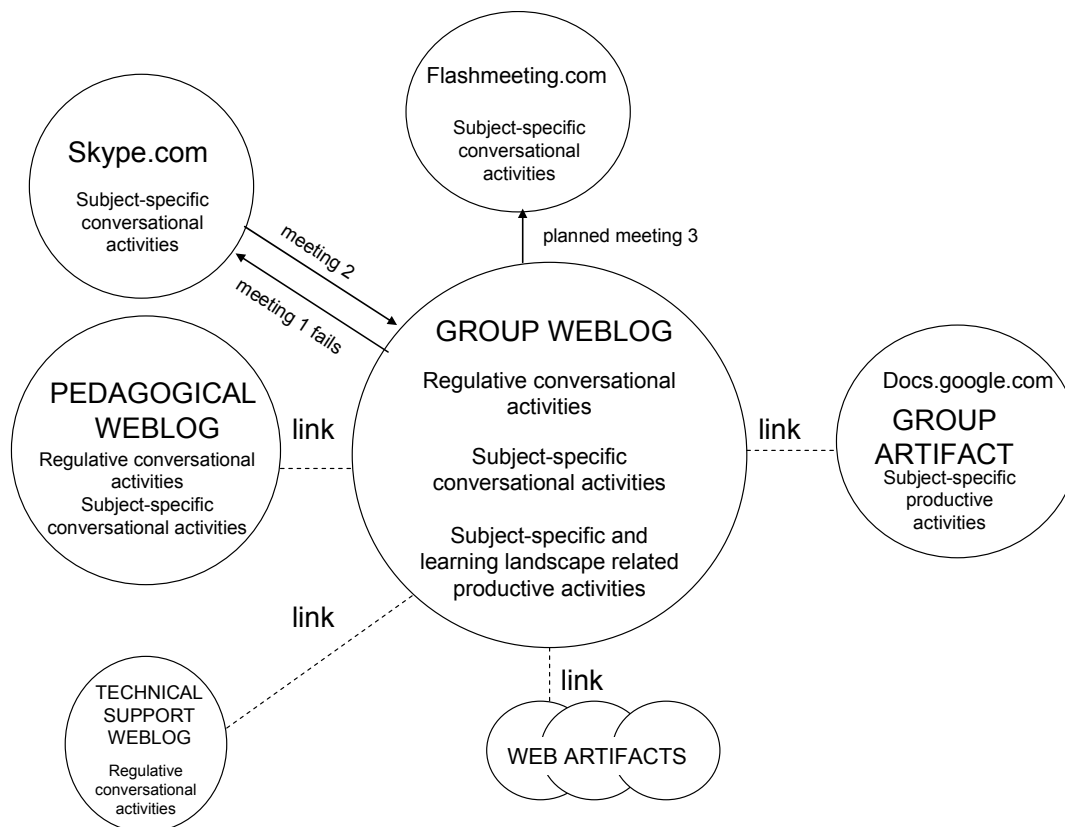 Flashmeeting.com
Subject-specific
conversational
activities
Skype.com
Subject-specific
conversational
activities
meeting 2
meeting 1 fails
planned meeting 3
GROUP WEBLOG
Regulative conversational
activities
Subject-specific
conversational activities
Subject-specific and
learning landscape related
productive activities
PEDAGOGICAL
WEBLOG
Regulative conversational
activities
Subject-specific
conversational activities
link
link
Docs.google.com
GROUP
ARTIFACT
Subject-specific
productive
activities
link
TECHNICAL
SUPPORT
WEBLOG
Regulative
conversational
activities
link
WEB ARTIFACTS